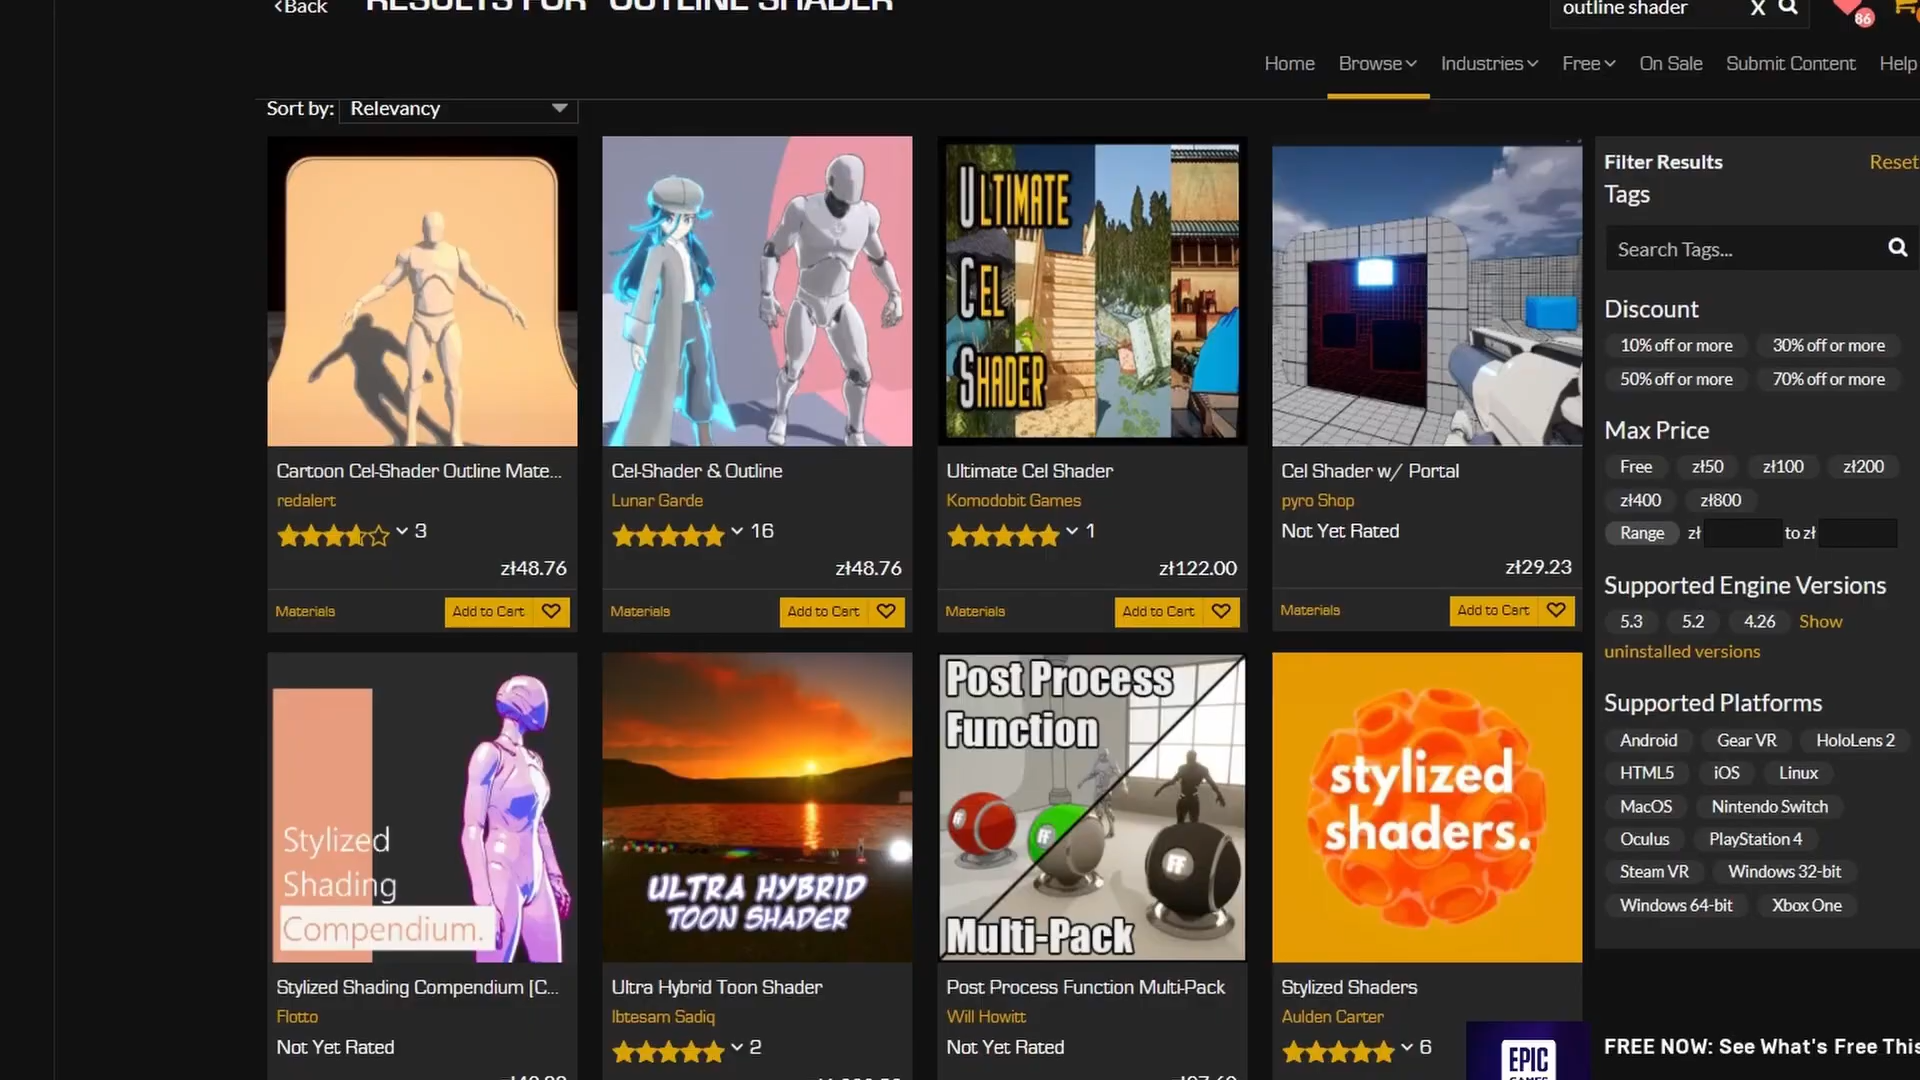 <Back
RESULTS FOR "OUTLINE SHADER"
outline shader X
86
Home Browse Industries Free On Sale Submit Content Help
Sort by: Relevancy
ULTIMATE
CEL
SHADER
Cartoon Cel-Shader Outline Mate...
redalert
3
zł48.76
Materials Add to Cart
Cel-Shader & Outline
Lunar Garde
16
zł48.76
Materials Add to Cart
Ultimate Cel Shader
Komodobit Games
1
zł122.00
Materials Add to Cart
Cel Shader w/ Portal
pyro Shop
Not Yet Rated
zł29.23
Materials Add to Cart
Stylized
Shading
Compendium.
Stylized Shading Compendium [C...
Flotto
Not Yet Rated
ULTRA HYBRID
TOON SHADER
Ultra Hybrid Toon Shader
Ibtesam Sadiq
2
Post Process
Function
FF
FF
FF
Multi-Pack
Post Process Function Multi-Pack
Will Howitt
Not Yet Rated
stylized
shaders.
Stylized Shaders
Aulden Carter
6
Filter Results Reset
Tags
Search Tags...
Discount
10% off or more 30% off or more
50% off or more 70% off or more
Max Price
Free zł50 zł100 zł200
zł400 zł800
Range zł to zł
Supported Engine Versions
5.3 5.2 4.26 Show
uninstalled versions
Supported Platforms
Android Gear VR HoloLens 2
HTML5 iOS Linux
MacOS Nintendo Switch
Oculus PlayStation 4
Steam VR Windows 32-bit
Windows 64-bit Xbox One
EPIC
GAMES
FREE NOW: See What's Free This